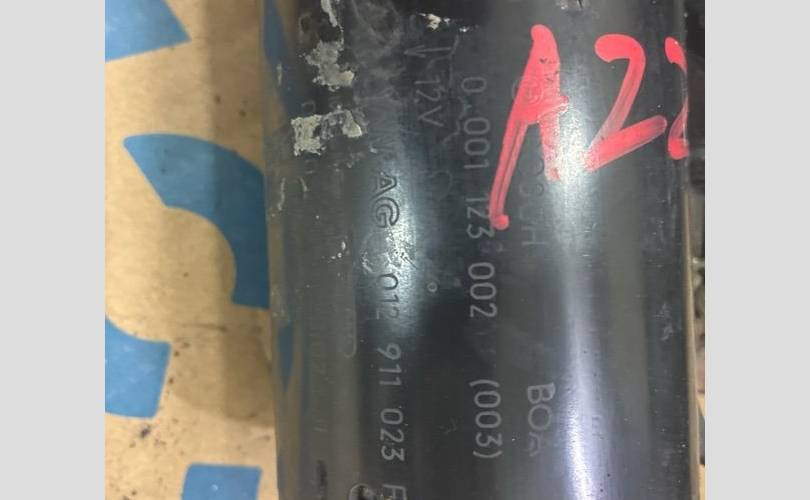 A22
BOSCH BOA
0 001 123 002 (003)
12V
VAG 012 911 023